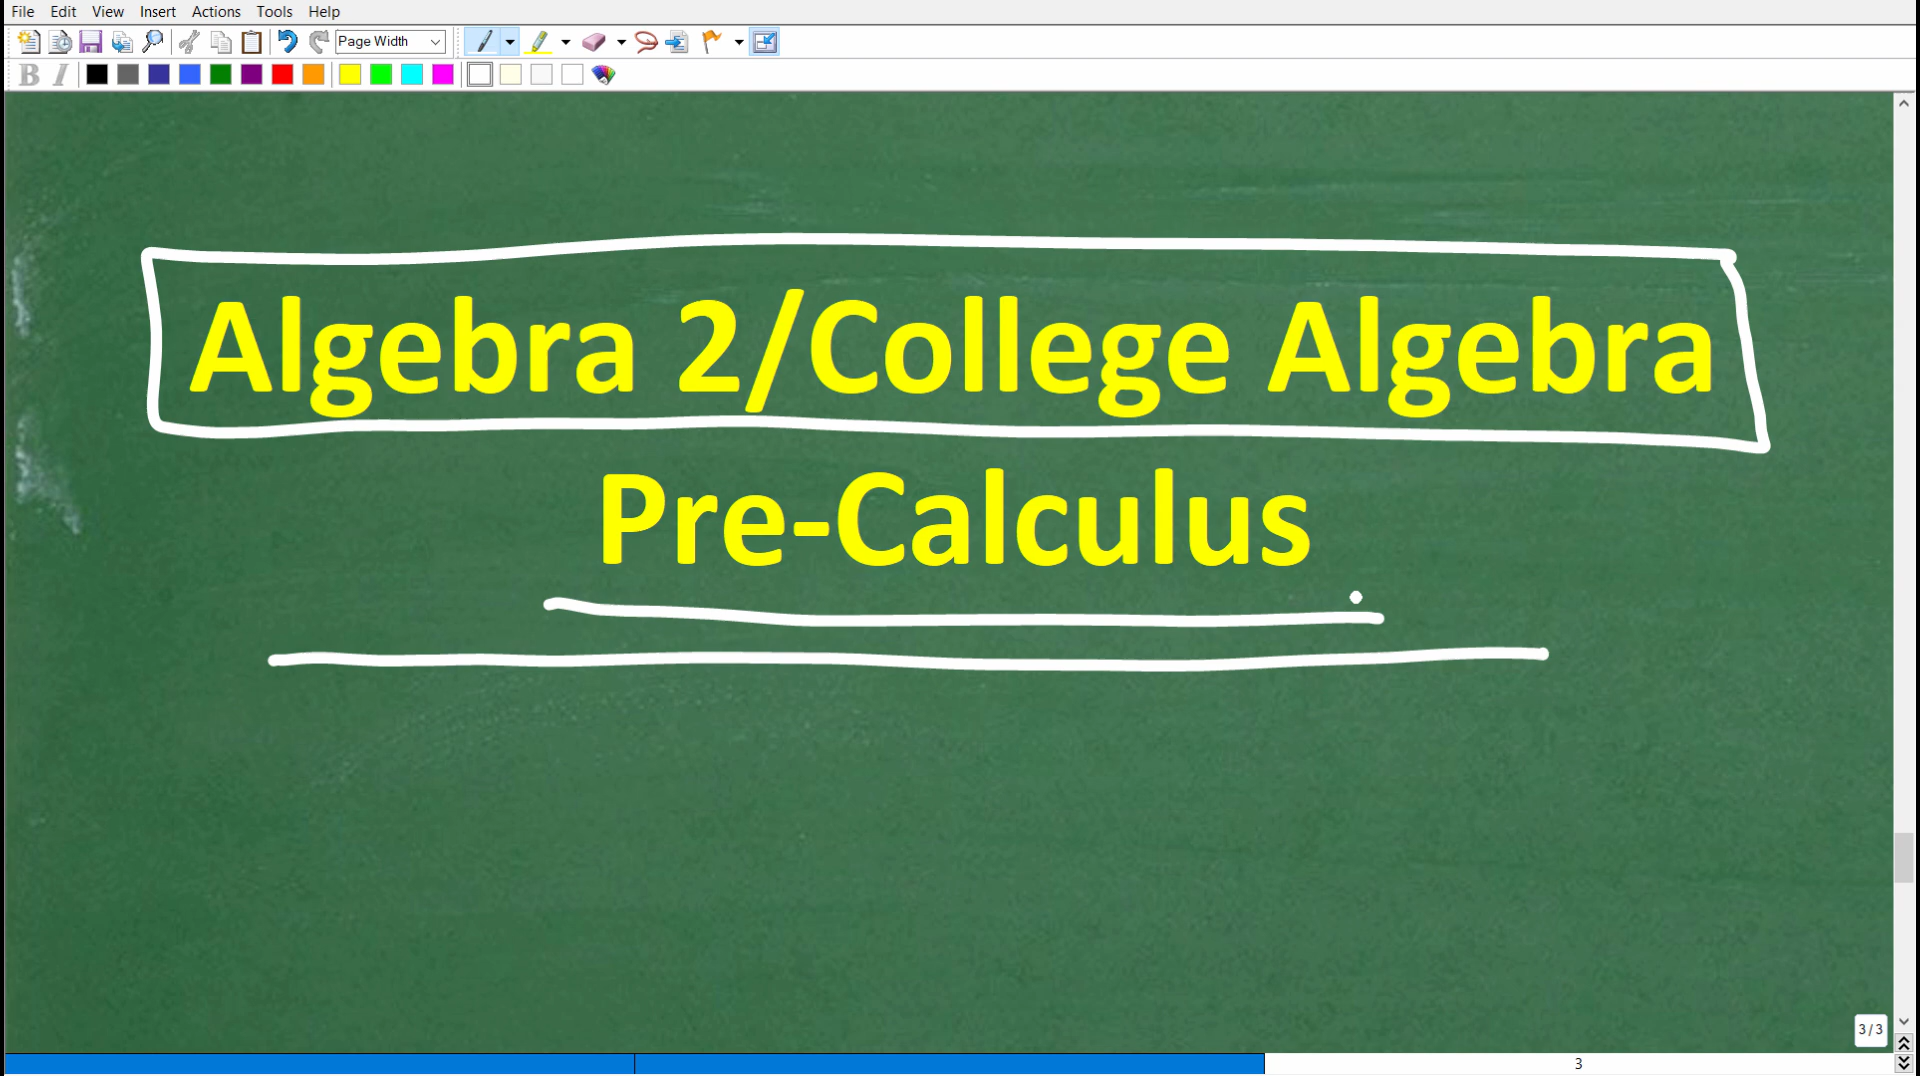 File Edit View Insert Actions Tools Help
Page Width
B I
Algebra 2/College Algebra
Pre-Calculus
3 / 3
3